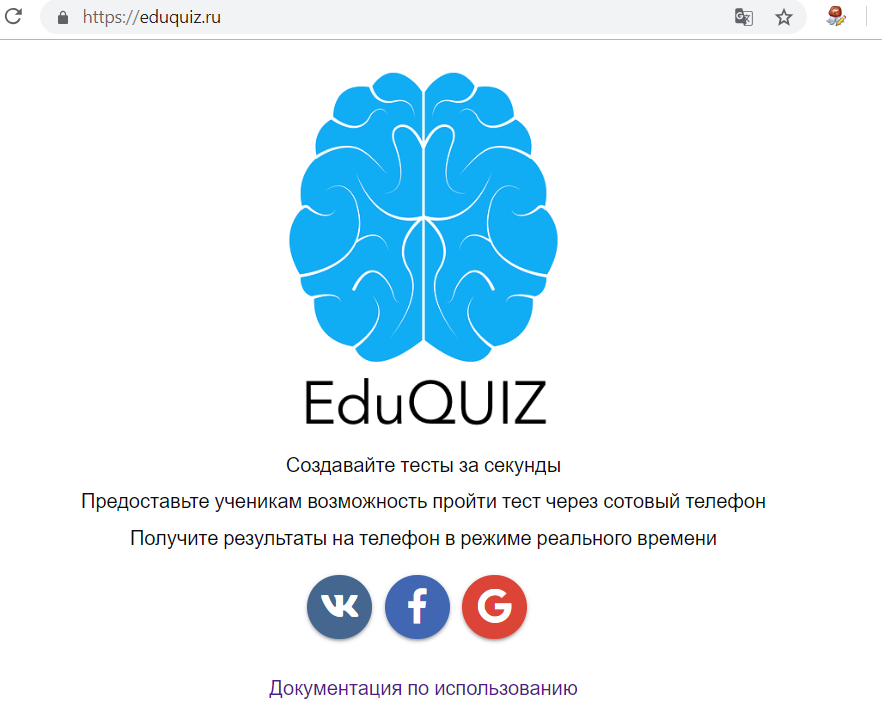 https://eduquiz.ru
EduQUIZ
Создавайте тесты за секунды
Предоставьте ученикам возможность пройти тест через сотовый телефон
Получите результаты на телефон в режиме реального времени
Документация по использованию